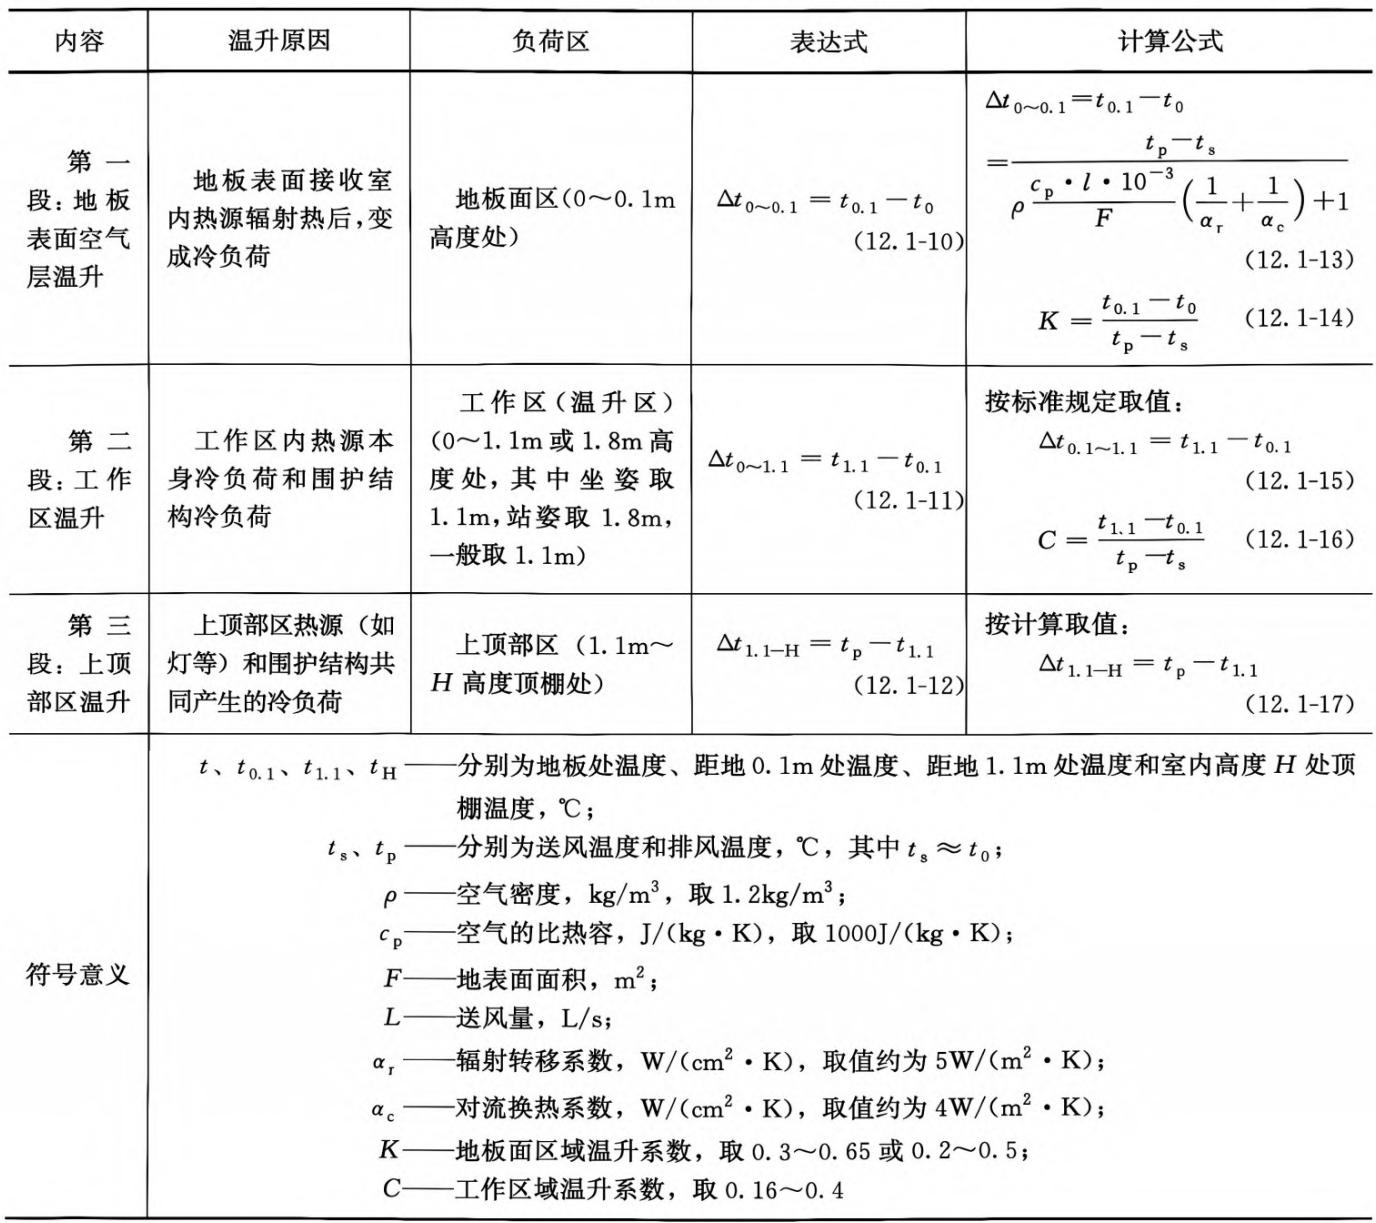 内容 温升原因 负荷区 表达式 计算公式
第一
段：地板
表面空气
层温升
地板表面接收室
内热源辐射热后，变
成冷负荷
地板面区(0～0.1m
高度处)
Δt0～0.1 = t0.1 − t0
(12.1-10)
Δt0～0.1 = t0.1 − t0
= (tp − ts) / (ρ (cp · l · 10⁻³ / F) (1/αr + 1/αc) + 1)
(12.1-13)
K = (t0.1 − t0) / (tp − ts) (12.1-14)
第二
段：工作
区温升
工作区内热源本
身冷负荷和围护结
构冷负荷
工作区(温升区)
(0～1.1m或1.8m高
度处，其中坐姿取
1.1m，站姿取1.8m，
一般取1.1m)
Δt0～1.1 = t1.1 − t0.1
(12.1-11)
按标准规定取值：
Δt0.1～1.1 = t1.1 − t0.1
(12.1-15)
C = (t1.1 − t0.1) / (tp − ts) (12.1-16)
第三
段：上顶
部区温升
上顶部区热源（如
灯等）和围护结构共
同产生的冷负荷
上顶部区（1.1m～
H高度顶棚处）
Δt1.1−H = tp − t1.1
(12.1-12)
按计算取值：
Δt1.1−H = tp − t1.1
(12.1-17)
符号意义
t、t0.1、t1.1、tH——分别为地板处温度、距地0.1m处温度、距地1.1m处温度和室内高度H处顶
棚温度，℃；
ts、tp——分别为送风温度和排风温度，℃，其中ts≈t0；
ρ——空气密度，kg/m³，取1.2kg/m³；
cp——空气的比热容，J/(kg·K)，取1000J/(kg·K)；
F——地表面面积，m²；
L——送风量，L/s；
αr——辐射转移系数，W/(cm²·K)，取值约为5W/(m²·K)；
αc——对流换热系数，W/(cm²·K)，取值约为4W/(m²·K)；
K——地板面区域温升系数，取0.3～0.65或0.2～0.5；
C——工作区域温升系数，取0.16～0.4